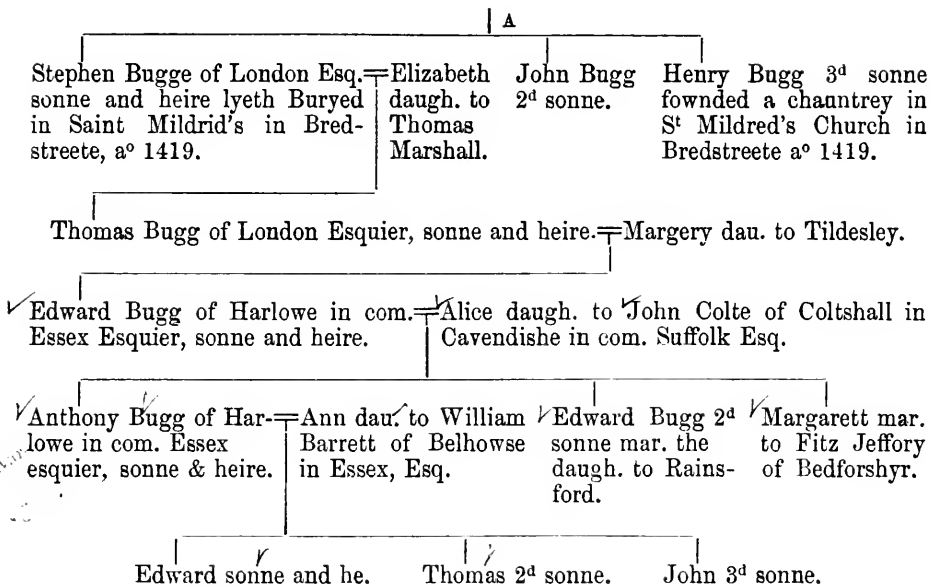 A
Stephen Bugge of London Esq.
sonne and heire lyeth Buryed
in Saint Mildrid's in Bred-
streete, aº 1419.
Elizabeth
daugh. to
Thomas
Marshall.
John Bugg
2ᵈ sonne.
Henry Bugg 3ᵈ sonne
fownded a chauntrey in
Sᵗ Mildred's Church in
Bredstreete aº 1419.
Thomas Bugg of London Esquier, sonne and heire.
Margery dau. to Tildesley.
Edward Bugg of Harlowe in com.
Essex Esquier, sonne and heire.
Alice daugh. to John Colte of Coltshall in
Cavendishe in com. Suffolk Esq.
Anthony Bugg of Har-
lowe in com. Essex
esquier, sonne & heire.
Ann dau. to William
Barrett of Belhowse
in Essex, Esq.
Edward Bugg 2ᵈ
sonne mar. the
daugh. to Rains-
ford.
Margarett mar.
to Fitz Jeffory
of Bedforshyr.
Edward sonne and he.
Thomas 2ᵈ sonne.
John 3ᵈ sonne.